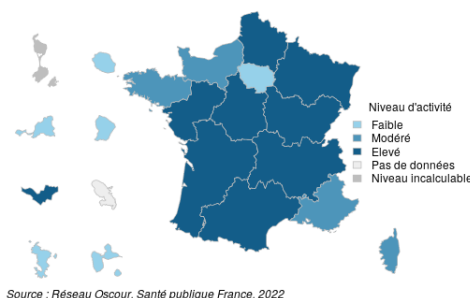 Niveau d'activité
Faible
Modéré
Elevé
Pas de données
Niveau incalculable
Source : Réseau Oscour, Santé publique France, 2022